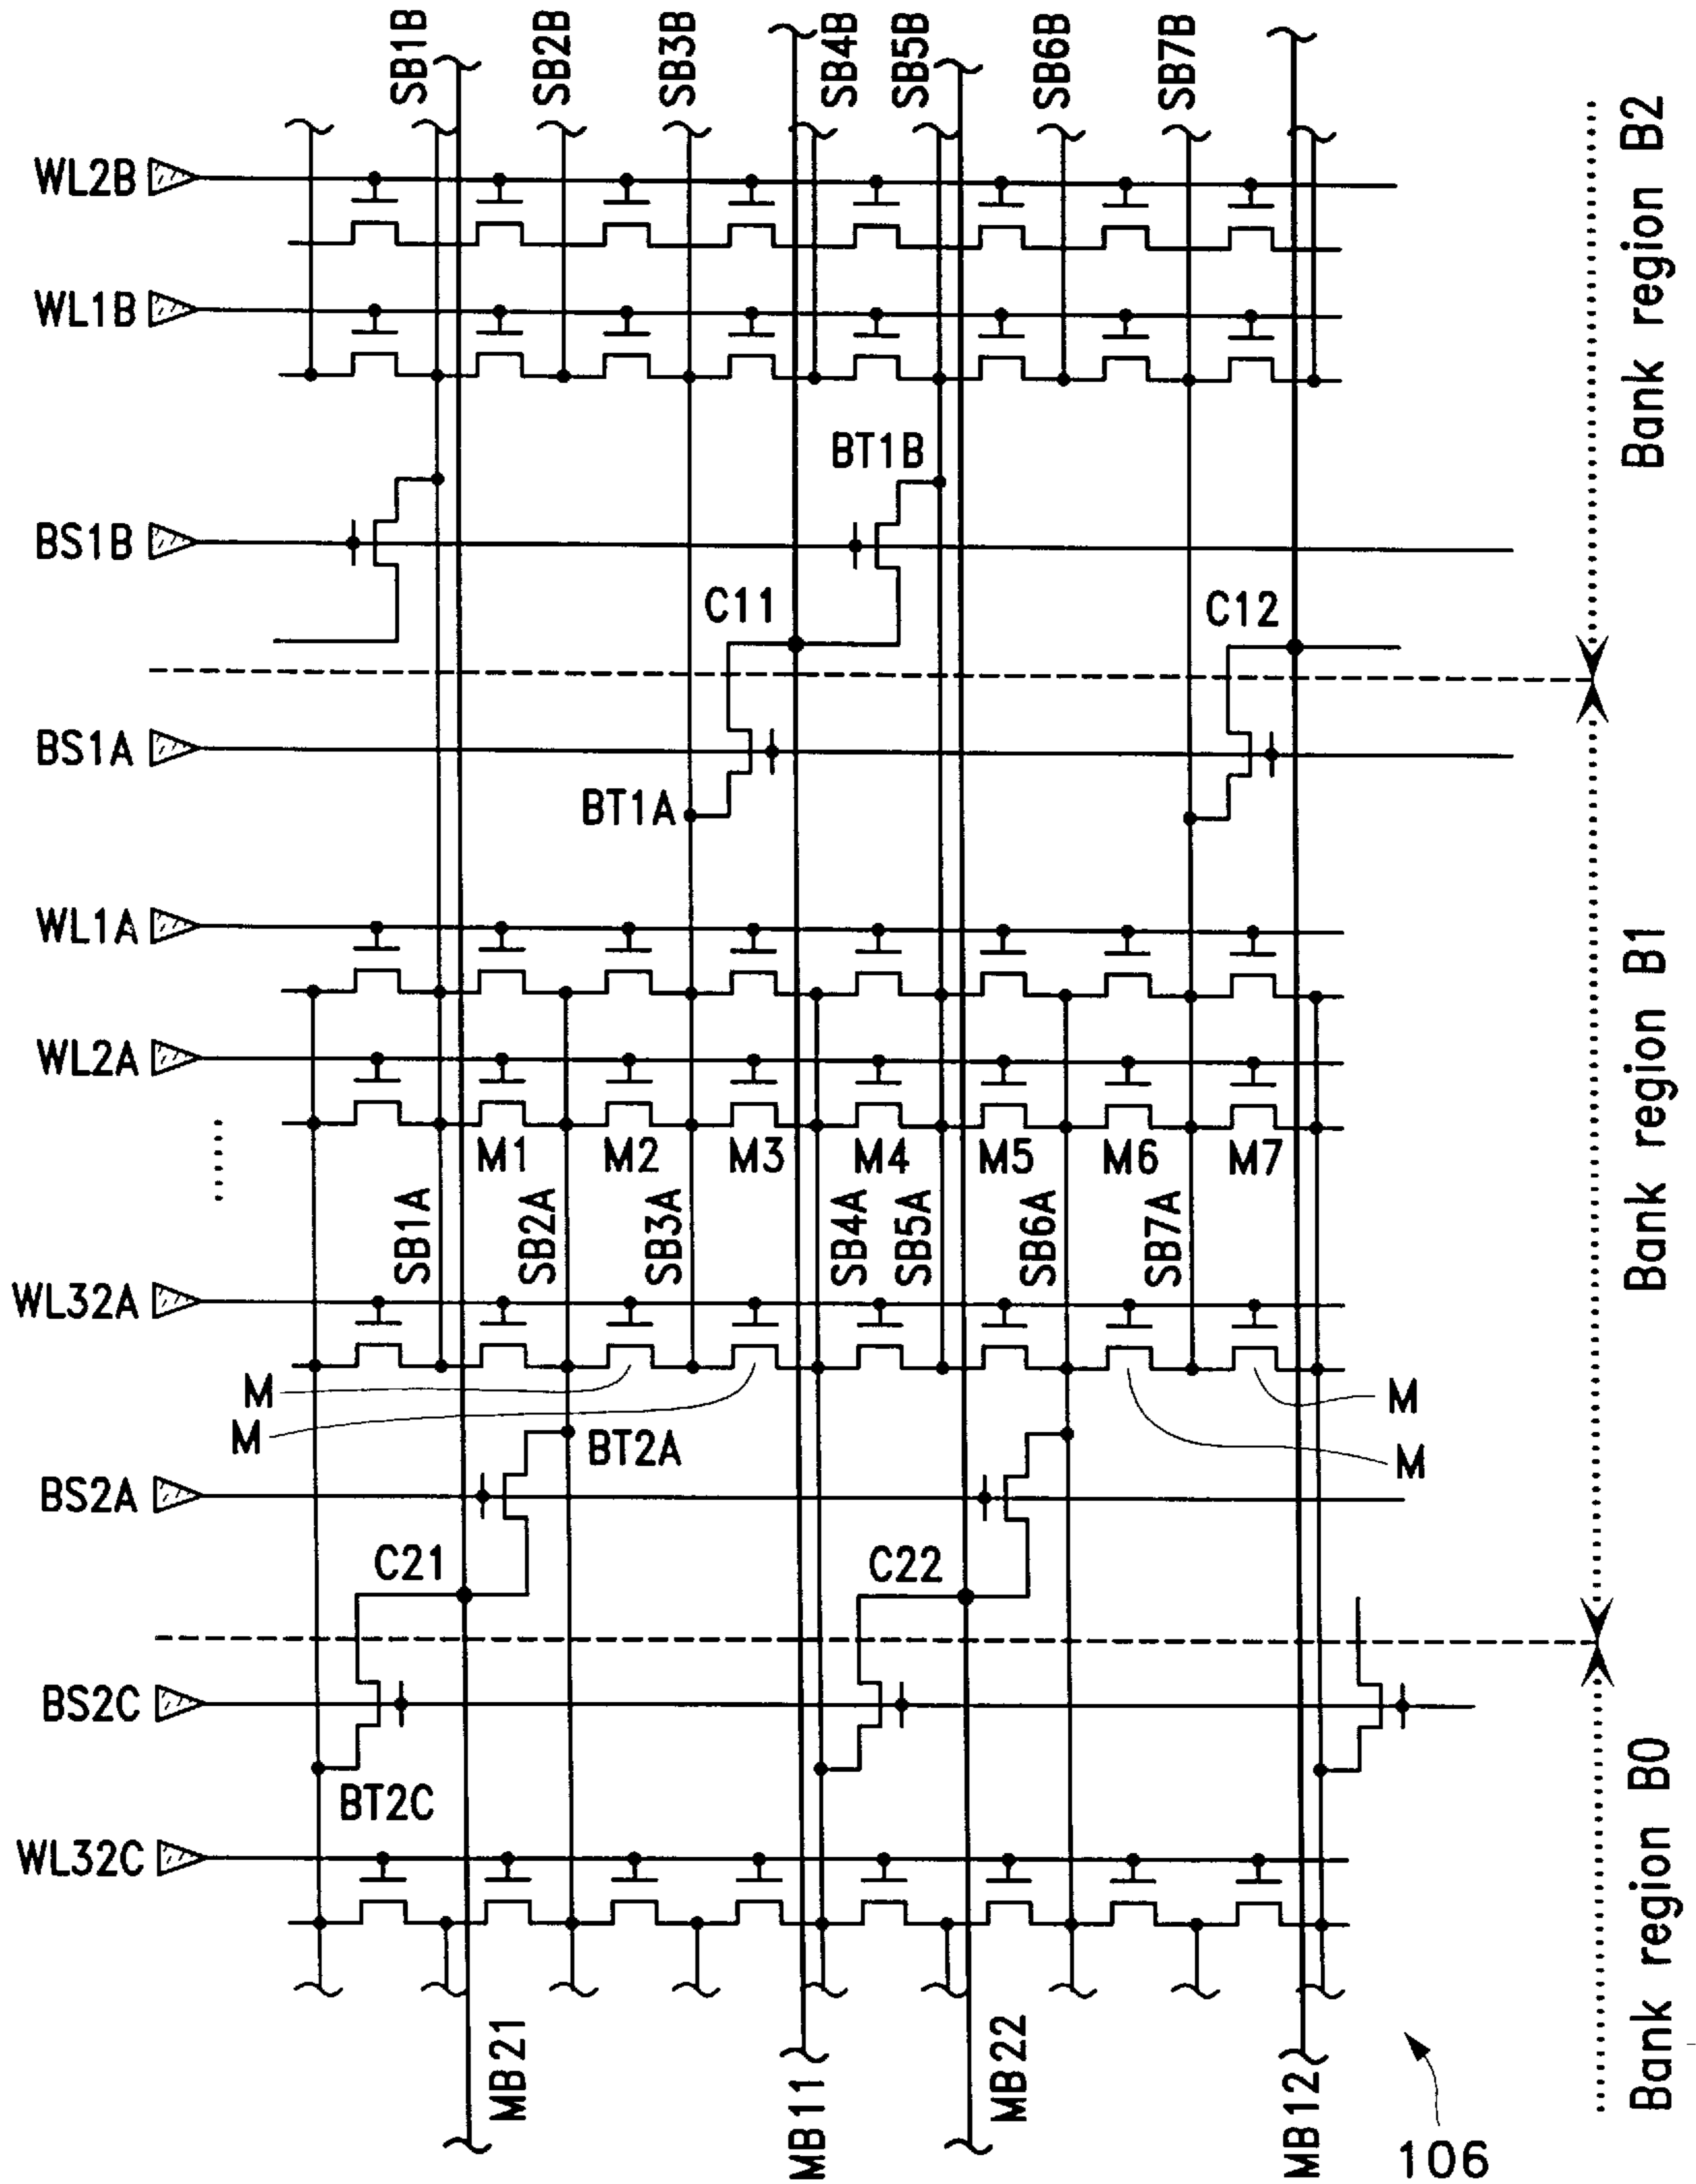 SB1B
SB2B
SB3B
SB4B
SB5B
SB6B
SB7B
WL2B
WL1B
Bank region B2
BT1B
BS1B
C11
C12
BS1A
BT1A
WL1A
WL2A
Bank region B1
M1 M2 M3 M4 M5 M6 M7
SB1A
SB2A
SB3A
SB4A
SB5A
SB6A
SB7A
WL32A
M
M
M
M
BT2A
BS2A
C21
C22
BS2C
BT2C
Bank region B0
WL32C
MB21
MB11
MB22
MB12
106